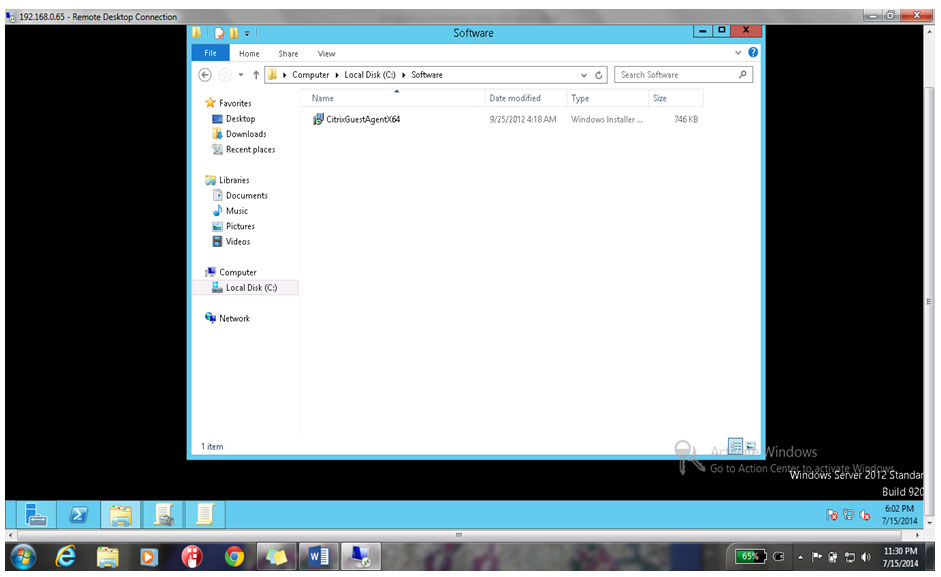 192.168.0.65 - Remote Desktop Connection
Software
File Home Share View
Computer Local Disk (C:) Software
Search Software
Name Date modified Type Size
Favorites
Desktop
Downloads
Recent places
Libraries
Documents
Music
Pictures
Videos
Computer
Local Disk (C:)
Network
CitrixGuestAgentX64 9/25/2012 4:18 AM Windows Installer ... 746 KB
1 item
Windows
Go to Action Center to activate Windows.
Windows Server 2012 Standar
Build 920
6:02 PM
7/15/2014
65%
11:30 PM
7/15/2014